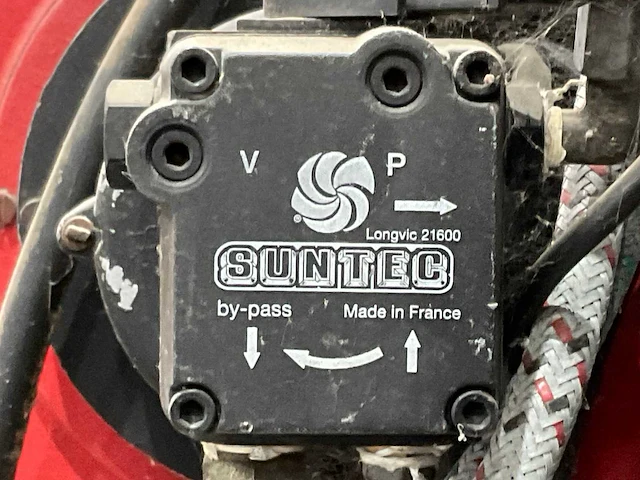 V P
®
Longvic 21600
SUNTEC
by-pass Made in France